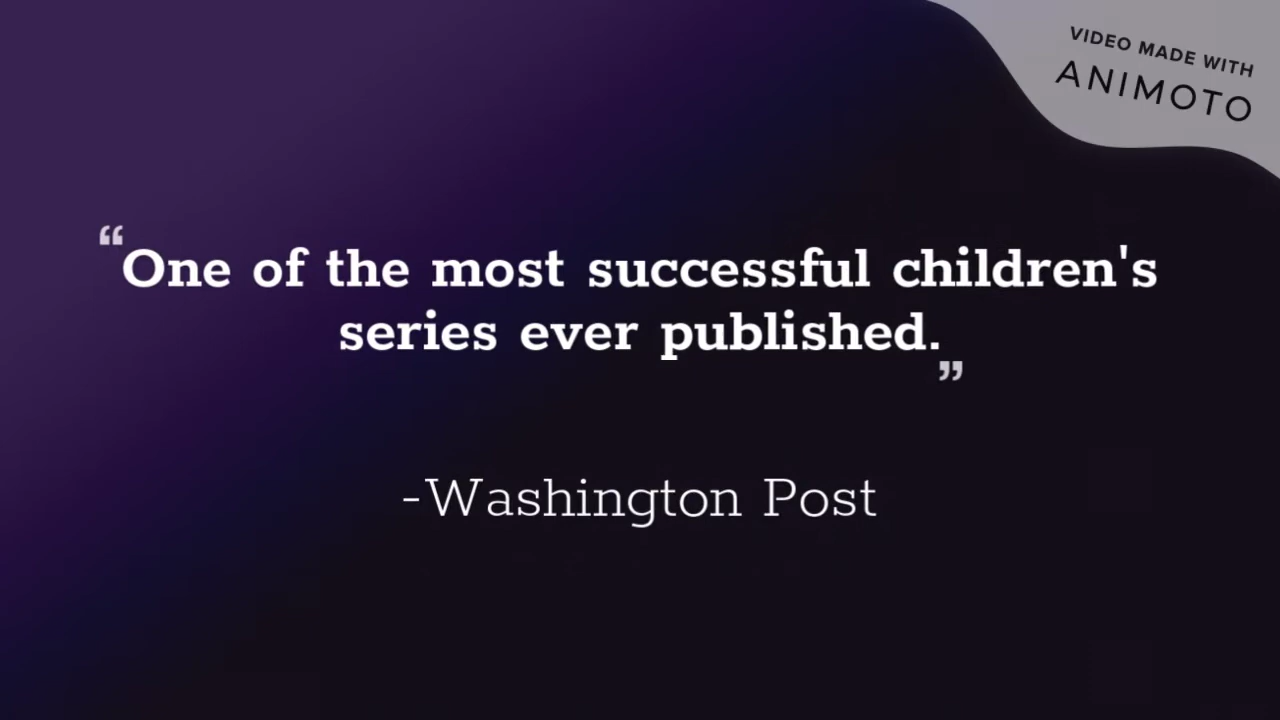 VIDEO MADE WITH
ANIMOTO
“One of the most successful children's
series ever published.”
-Washington Post